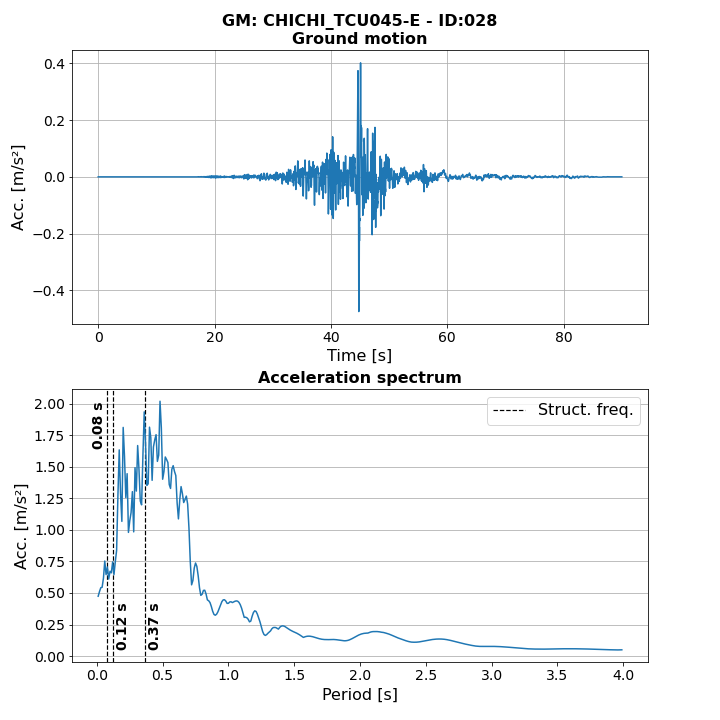 GM: CHICHI_TCU045-E - ID:028
Ground motion
0.4
0.2
0.0
−0.2
−0.4
Acc. [m/s²]
0
20
40
60
80
Time [s]
Acceleration spectrum
2.00
1.75
1.50
1.25
1.00
0.75
0.50
0.25
0.00
Acc. [m/s²]
0.08 s
0.12 s
0.37 s
Struct. freq.
0.0
0.5
1.0
1.5
2.0
2.5
3.0
3.5
4.0
Period [s]